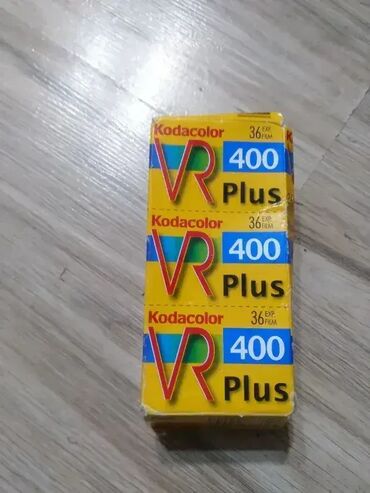 Kodacolor 36 EXP. FILM
VR 400
Plus
Kodacolor 36 EXP. FILM
VR 400
Plus
Kodacolor 36 EXP. FILM
VR 400
Plus